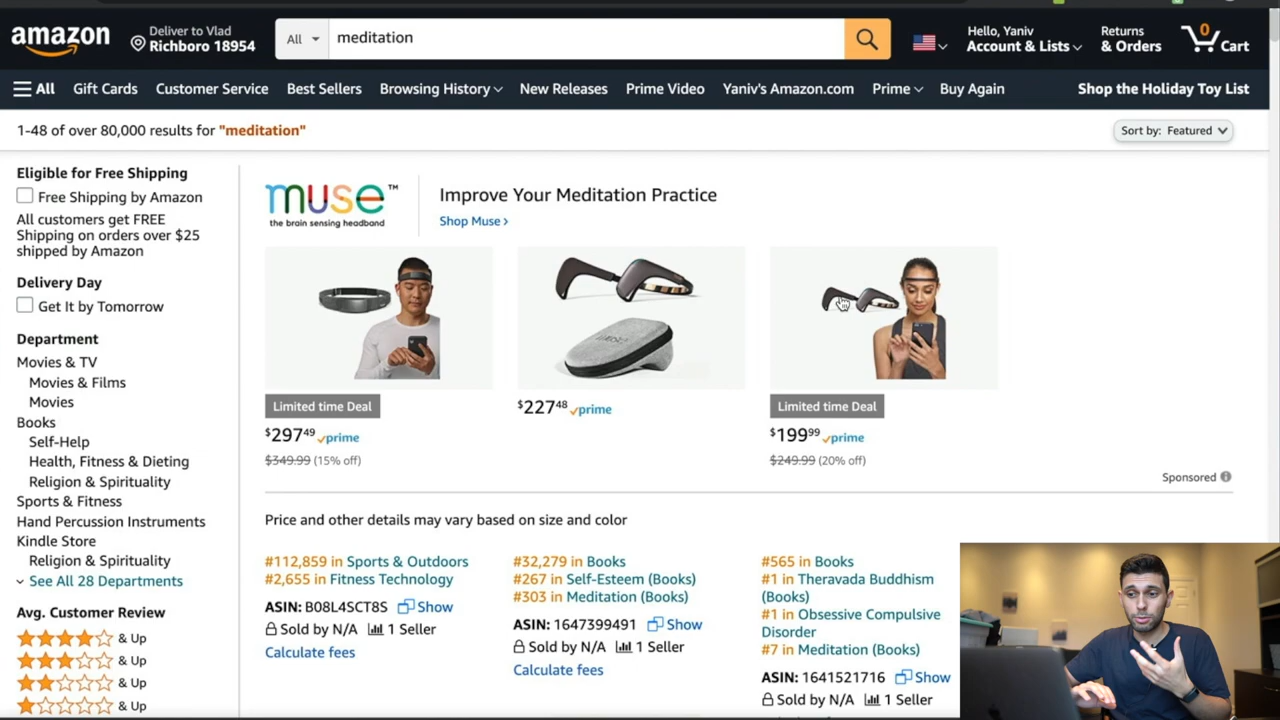 amazon
Deliver to Vlad
Richboro 18954
All
meditation
Hello, Yaniv
Account & Lists
Returns
& Orders
0
Cart
All
Gift Cards
Customer Service
Best Sellers
Browsing History
New Releases
Prime Video
Yaniv's Amazon.com
Prime
Buy Again
Shop the Holiday Toy List
1-48 of over 80,000 results for "meditation"
Sort by: Featured
Eligible for Free Shipping
Free Shipping by Amazon
All customers get FREE
Shipping on orders over $25
shipped by Amazon
Delivery Day
Get It by Tomorrow
Department
Movies & TV
Movies & Films
Movies
Books
Self-Help
Health, Fitness & Dieting
Religion & Spirituality
Sports & Fitness
Hand Percussion Instruments
Kindle Store
Religion & Spirituality
See All 28 Departments
Avg. Customer Review
& Up
& Up
& Up
& Up
muse™
the brain sensing headband
Improve Your Meditation Practice
Shop Muse ›
Limited time Deal
$29749 prime
$349.99 (15% off)
$22748 prime
Limited time Deal
$19999 prime
$249.99 (20% off)
Sponsored
Price and other details may vary based on size and color
#112,859 in Sports & Outdoors
#2,655 in Fitness Technology
ASIN: B08L4SCT8S Show
Sold by N/A 1 Seller
Calculate fees
#32,279 in Books
#267 in Self-Esteem (Books)
#303 in Meditation (Books)
ASIN: 1647399491 Show
Sold by N/A 1 Seller
Calculate fees
#565 in Books
#1 in Theravada Buddhism
(Books)
#1 in Obsessive Compulsive
Disorder
#7 in Meditation (Books)
ASIN: 1641521716 Show
Sold by N/A 1 Seller